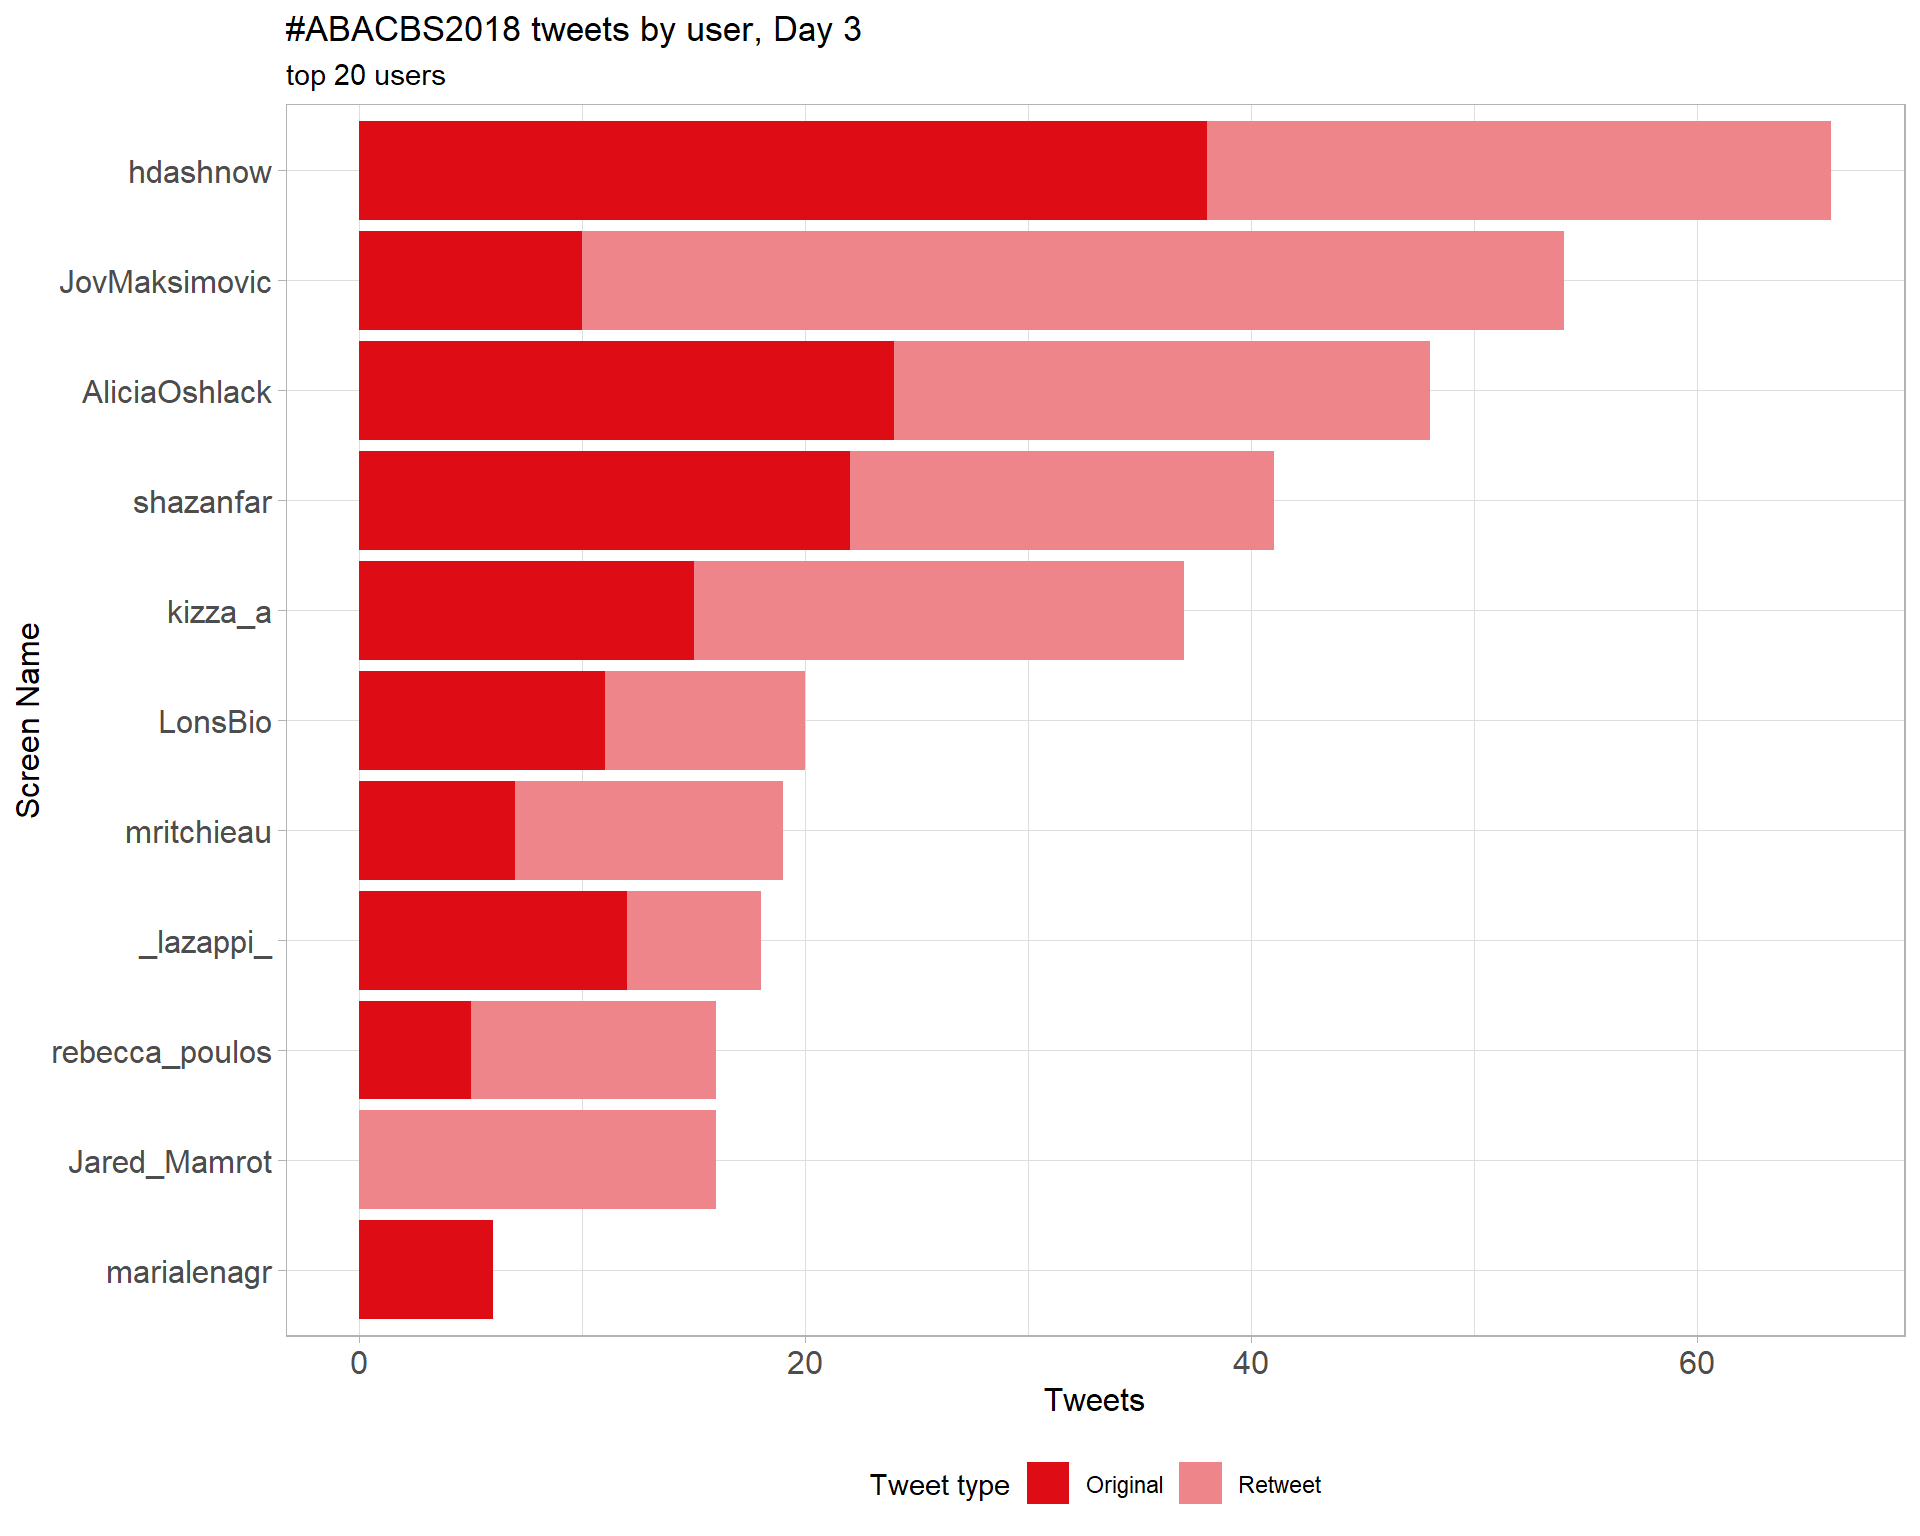 #ABACBS2018 tweets by user, Day 3
top 20 users
Screen Name
hdashnow
JovMaksimovic
AliciaOshlack
shazanfar
kizza_a
LonsBio
mritchieau
_lazappi_
rebecca_poulos
Jared_Mamrot
marialenagr
0 20 40 60
Tweets
Tweet type Original Retweet